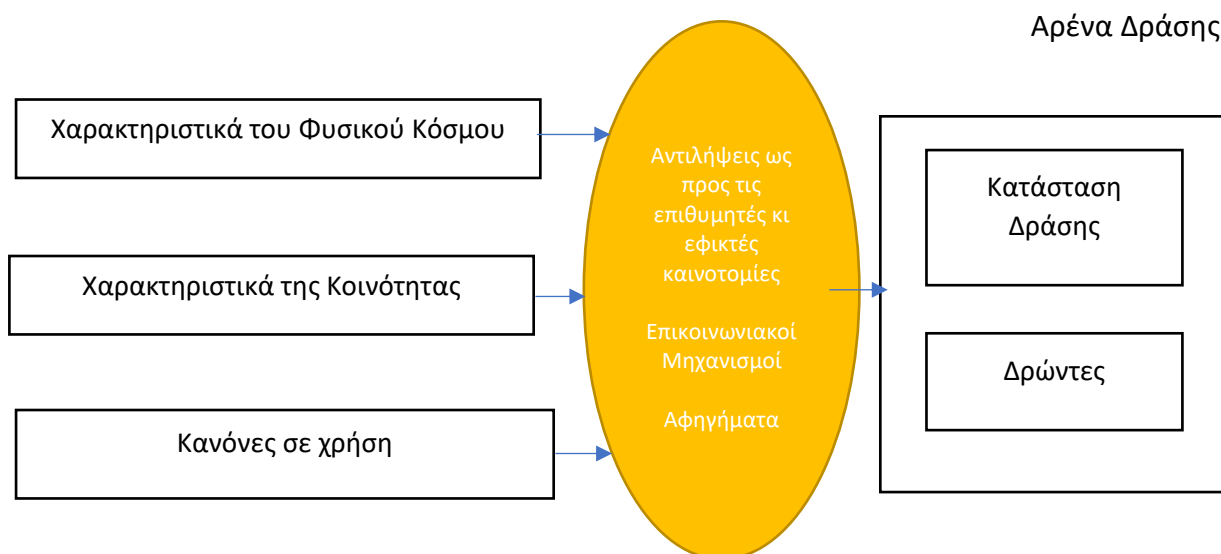 Αρένα Δράσης
Χαρακτηριστικά του Φυσικού Κόσμου
Χαρακτηριστικά της Κοινότητας
Κανόνες σε χρήση
Αντιλήψεις ως
προς τις
επιθυμητές κι
εφικτές
καινοτομίες
Επικοινωνιακοί
Μηχανισμοί
Αφηγήματα
Κατάσταση
Δράσης
Δρώντες